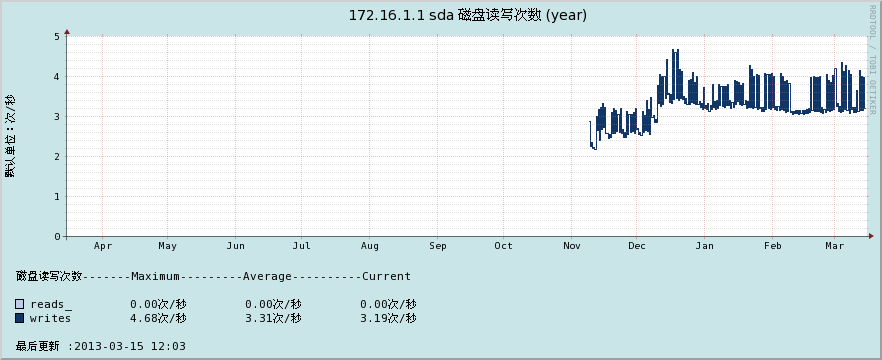 172.16.1.1 sda 磁盘读写次数 (year)
RRDTOOL / TOBI OETIKER
默认单位：次/秒
5
4
3
2
1
0
Apr May Jun Jul Aug Sep Oct Nov Dec Jan Feb Mar
磁盘读写次数-------Maximum---------Average----------Current
reads_ 0.00次/秒 0.00次/秒 0.00次/秒
writes 4.68次/秒 3.31次/秒 3.19次/秒
最后更新 :2013-03-15 12:03